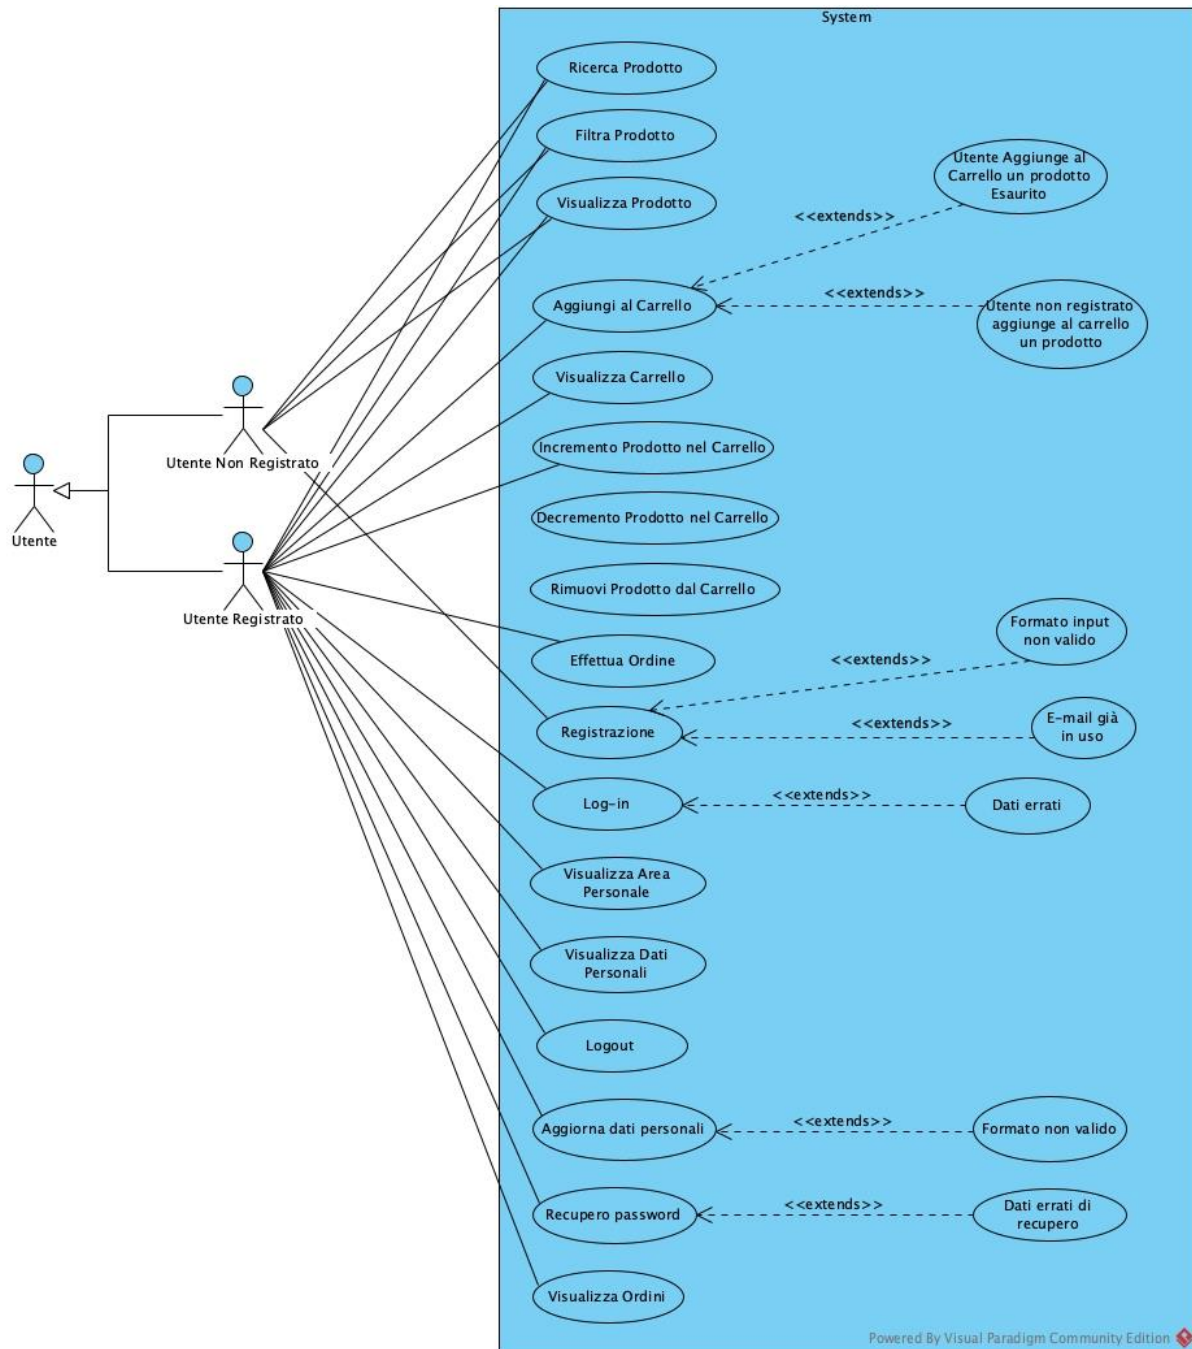 System
Ricerca Prodotto
Filtra Prodotto
Utente Aggiunge al
Carrello un prodotto
Esaurito
Visualizza Prodotto
<<extends>>
<<extends>>
Aggiungi al Carrello
Utente non registrato
aggiunge al carrello
un prodotto
Visualizza Carrello
Incremento Prodotto nel Carrello
Utente Non Registrato
Decremento Prodotto nel Carrello
Utente
Rimuovi Prodotto dal Carrello
Utente Registrato
Formato input
non valido
Effettua Ordine
<<extends>>
Registrazione
<<extends>>
E-mail già
in uso
Log-in
<<extends>>
Dati errati
Visualizza Area
Personale
Visualizza Dati
Personali
Logout
Aggiorna dati personali
<<extends>>
Formato non valido
Recupero password
<<extends>>
Dati errati di
recupero
Visualizza Ordini
Powered By Visual Paradigm Community Edition